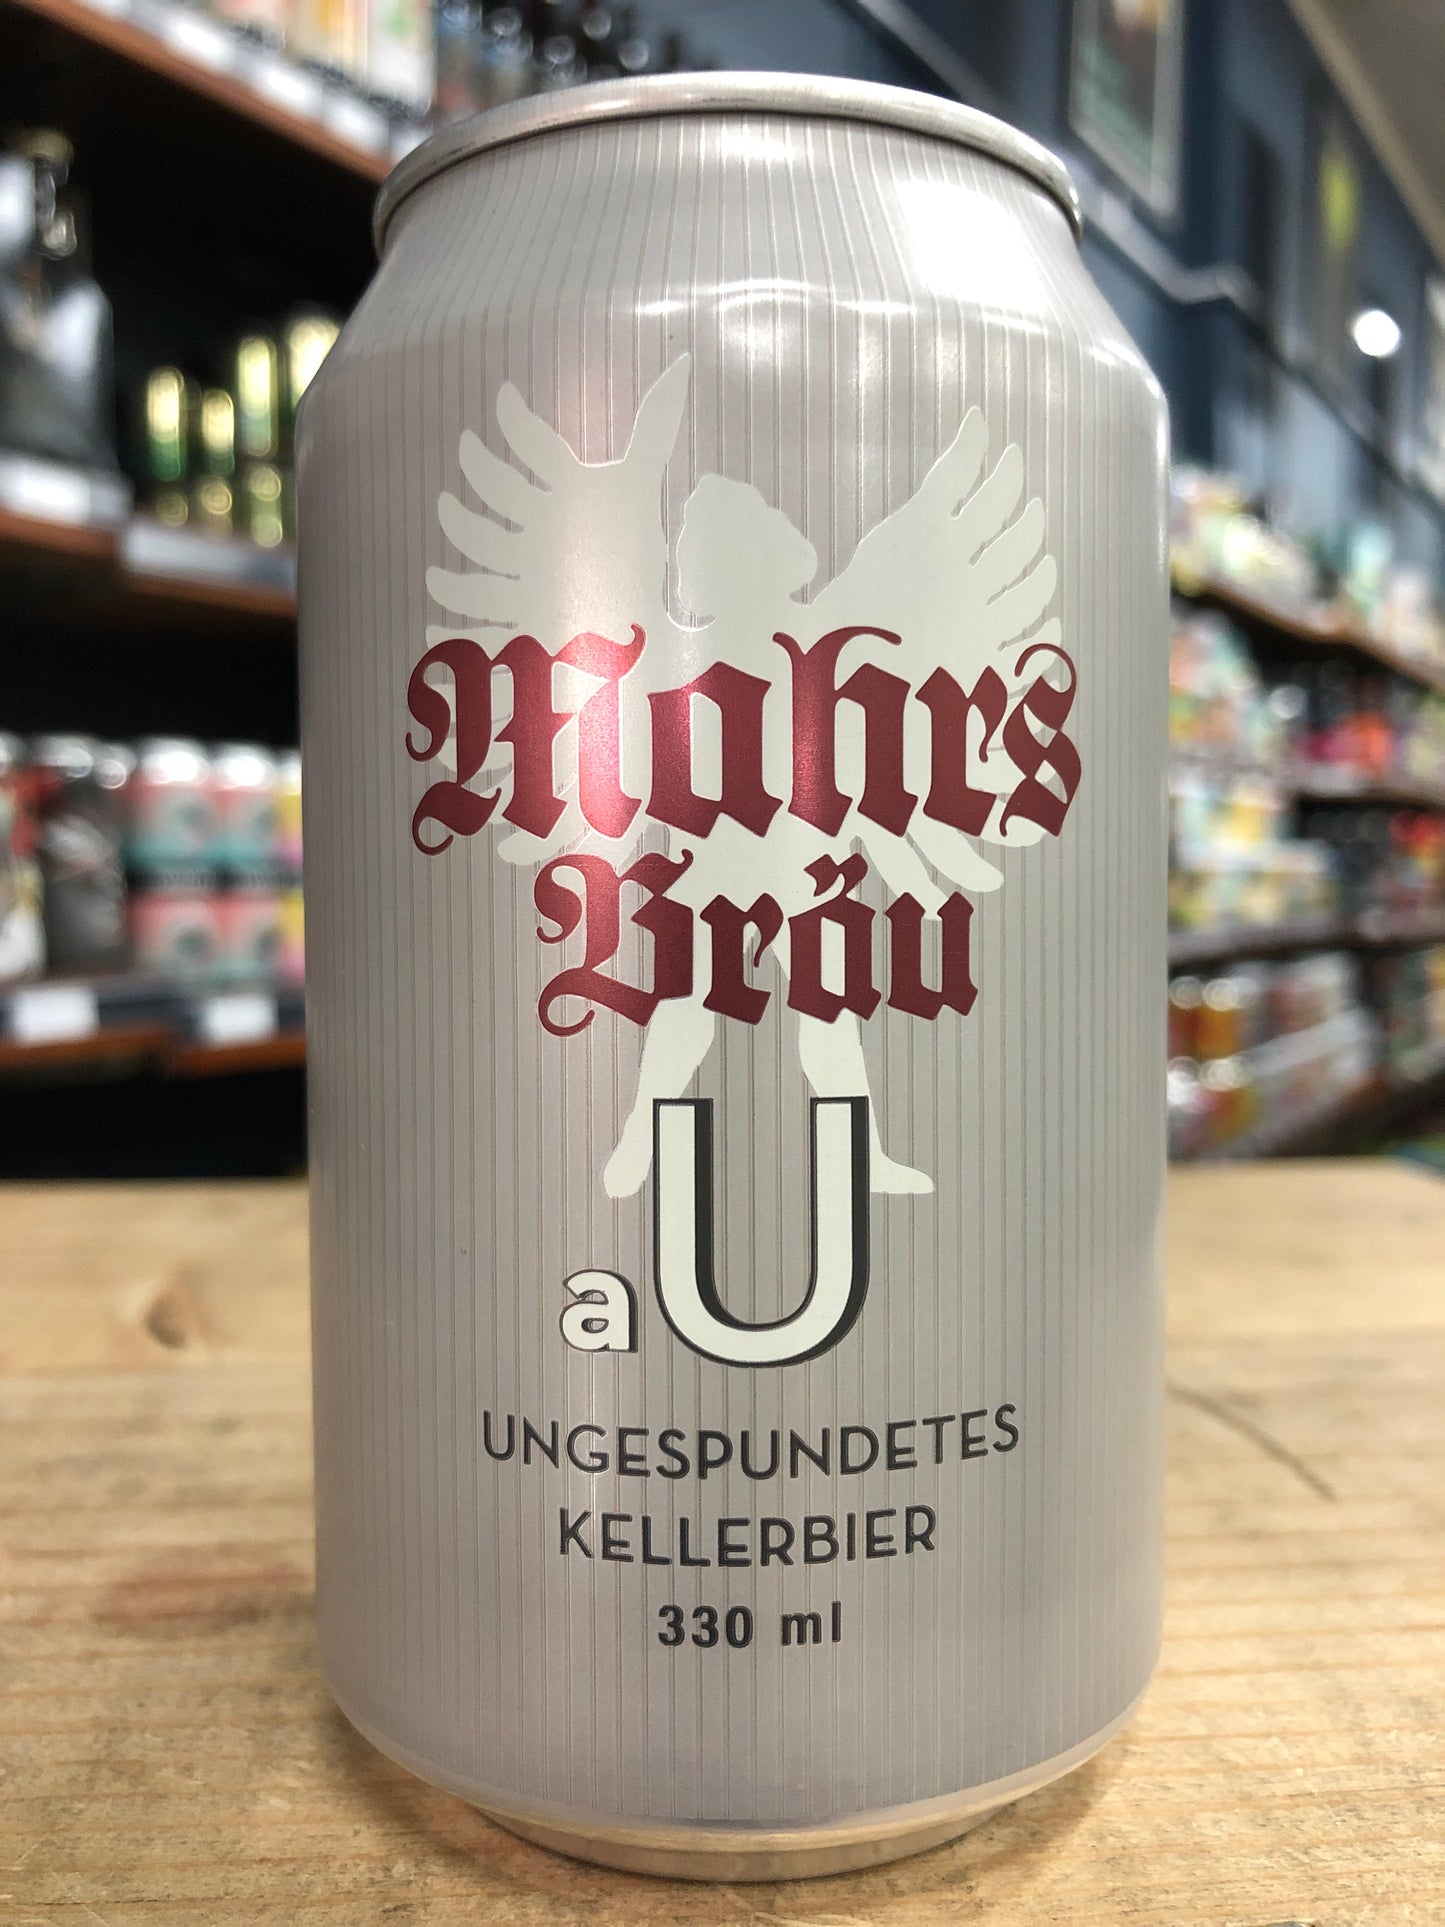 Mahrs
Bräu
aU
UNGESPUNDETES
KELLERBIER
330 ml